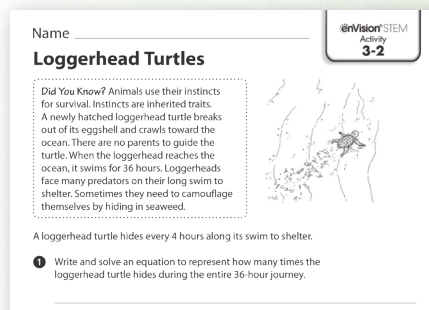 Name
enVision® STEM
Activity
3-2
Loggerhead Turtles
Did You Know? Animals use their instincts
for survival. Instincts are inherited traits.
A newly hatched loggerhead turtle breaks
out of its eggshell and crawls toward the
ocean. There are no parents to guide the
turtle. When the loggerhead reaches the
ocean, it swims for 36 hours. Loggerheads
face many predators on their long swim to
shelter. Sometimes they need to camouflage
themselves by hiding in seaweed.
A loggerhead turtle hides every 4 hours along its swim to shelter.
1 Write and solve an equation to represent how many times the
loggerhead turtle hides during the entire 36-hour journey.